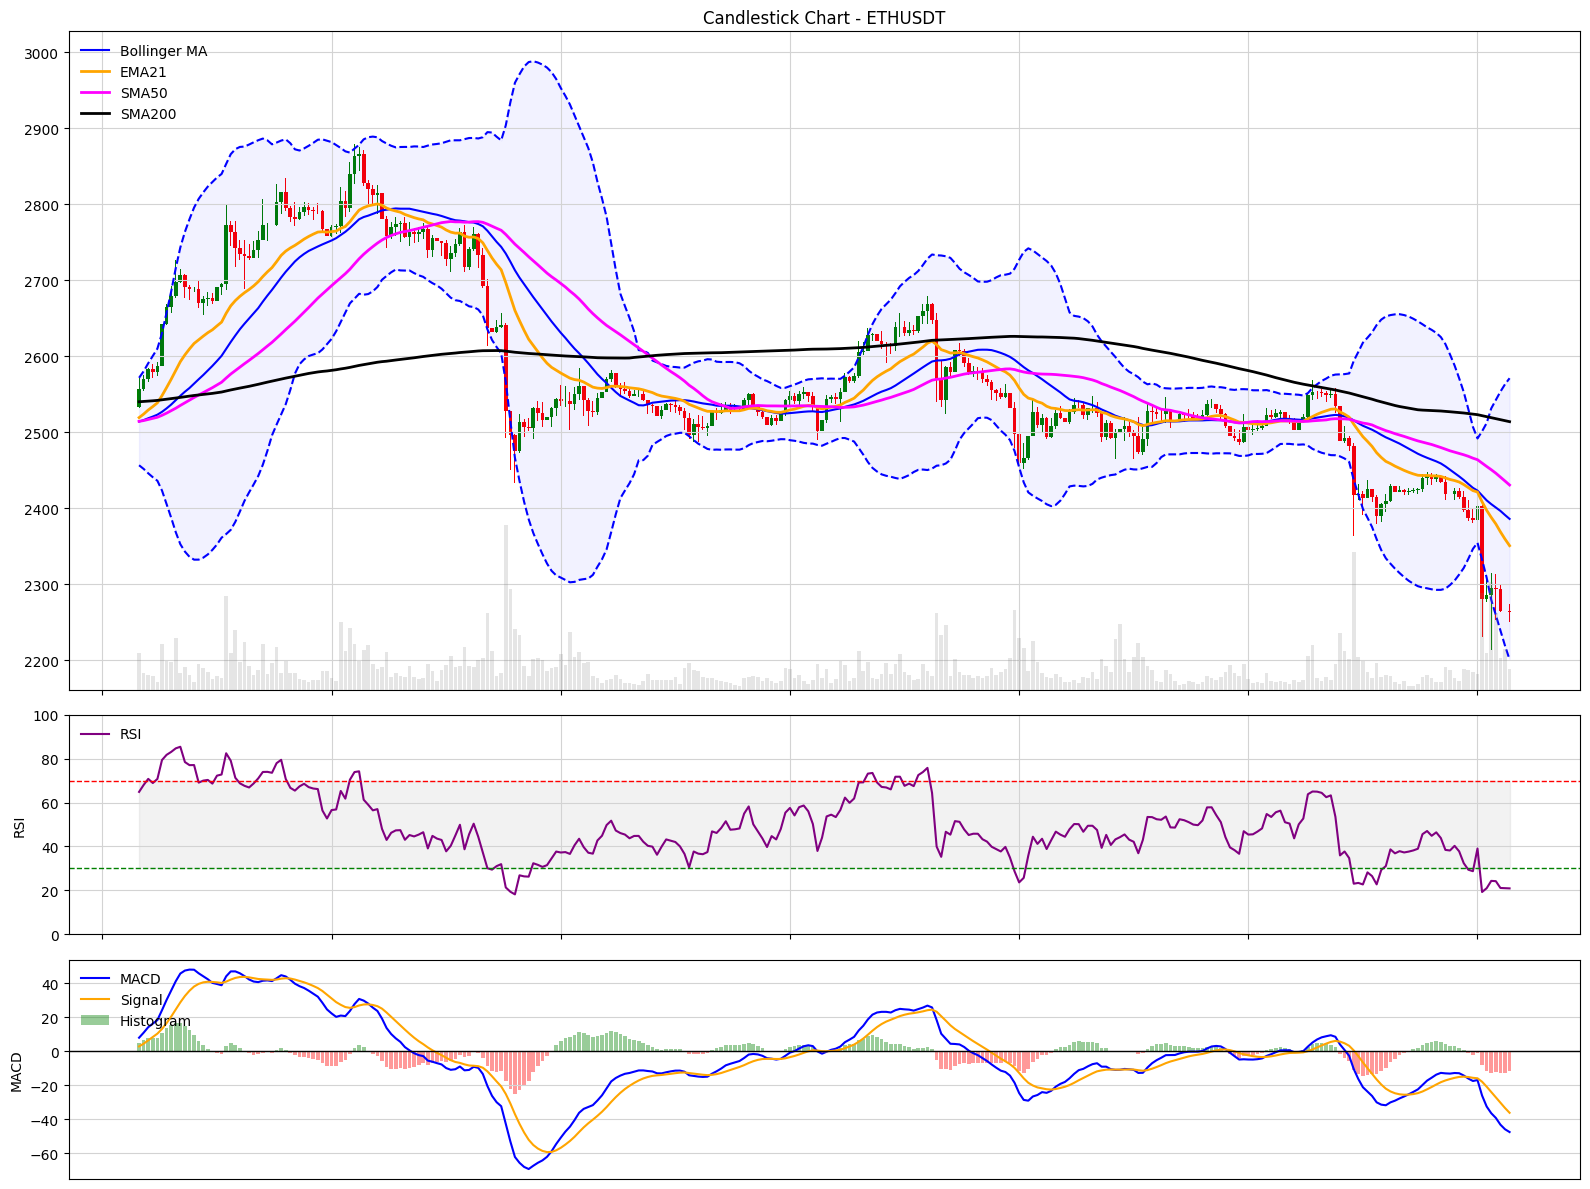 Candlestick Chart - ETHUSDT
Bollinger MA
EMA21
SMA50
SMA200
3000
2900
2800
2700
2600
2500
2400
2300
2200
RSI
RSI
100
80
60
40
20
0
MACD
Signal
Histogram
MACD
40
20
0
−20
−40
−60